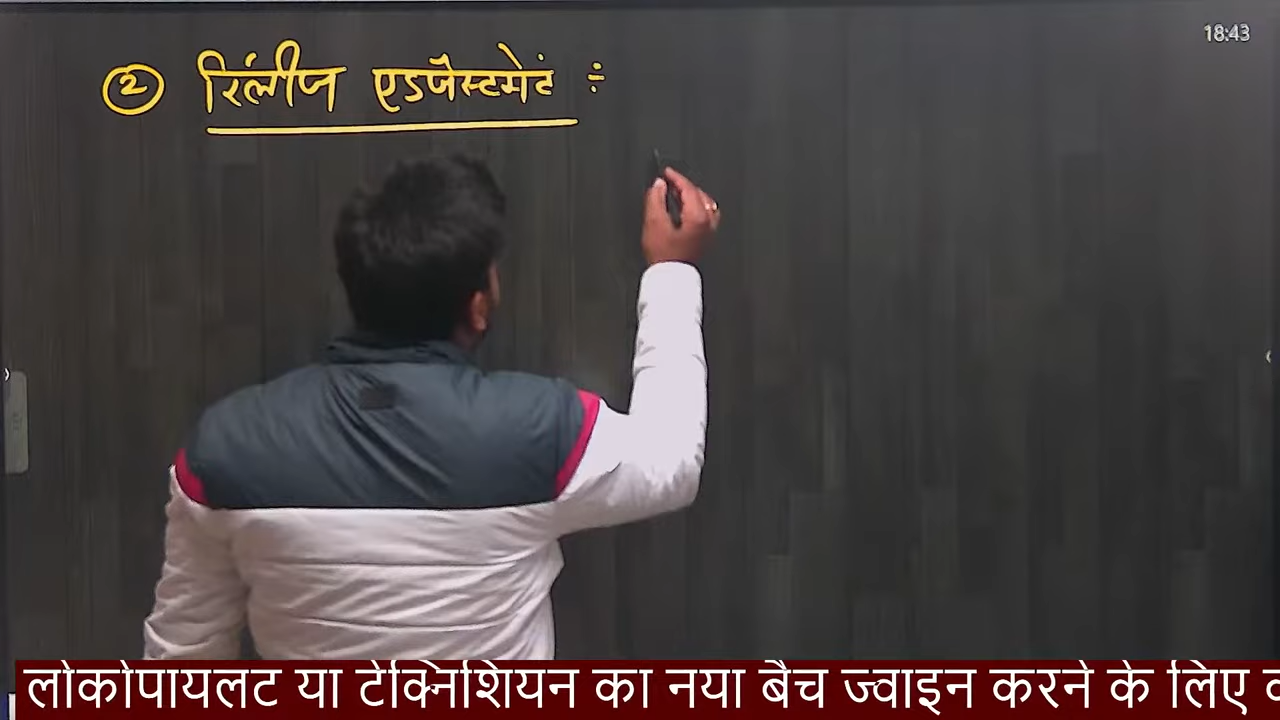 18:43
② रिलीज एडजेस्टमेटं ÷
लोकोपायलट या टेक्निशियन का नया बैच ज्वाइन करने के लिए